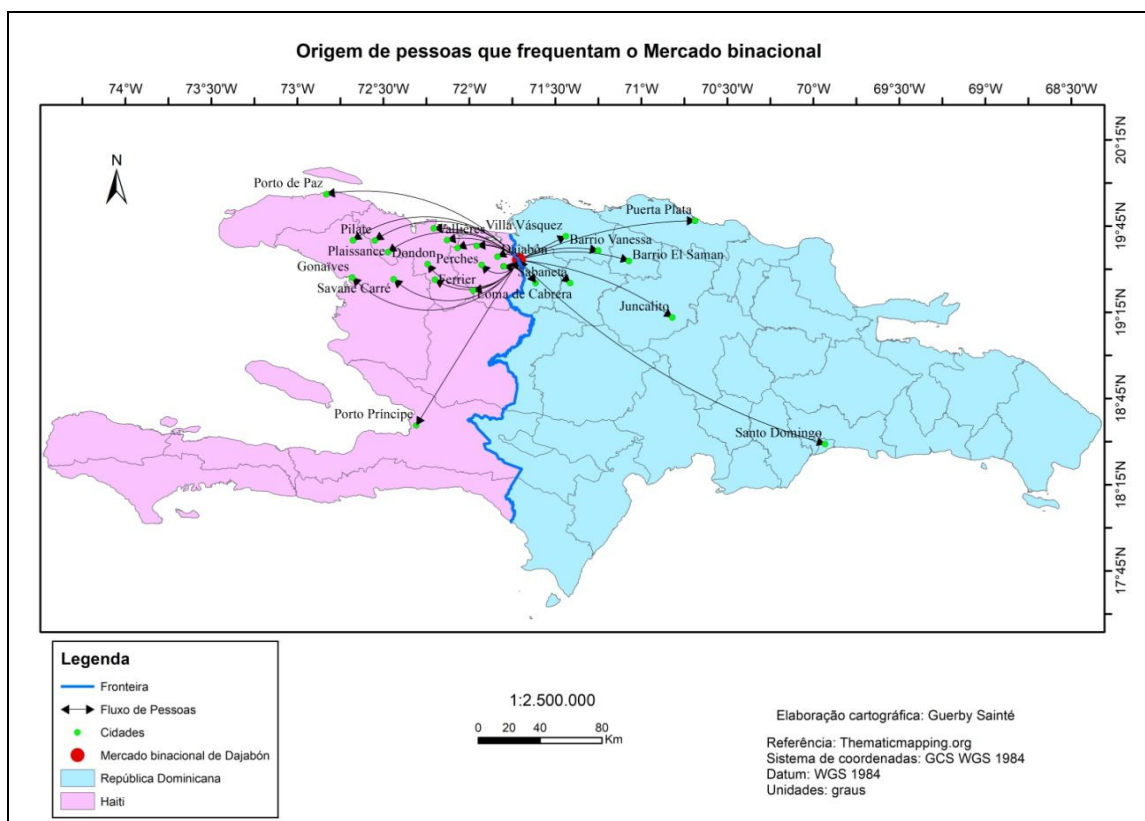 Origem de pessoas que frequentam o Mercado binacional
74°W 73°30'W 73°W 72°30'W 72°W 71°30'W 71°W 70°30'W 70°W 69°30'W 69°W 68°30'W
N
20°15'N
19°45'N
19°15'N
18°45'N
18°15'N
17°45'N
Porto de Paz
Puerta Plata
Pilate
Vallieres
Villa Vásquez
Barrio Vanessa
Plaissance
Dondon
Dajabón
Barrio El Saman
Perches
Gonaives
Savane Carré
Ferrier
Sabaneta
Loma de Cabrera
Juncalito
Porto Príncipe
Santo Domingo
Legenda
Fronteira
Fluxo de Pessoas
Cidades
Mercado binacional de Dajabón
República Dominicana
Haiti
1:2.500.000
0 20 40 80
Km
Elaboração cartográfica: Guerby Sainté
Referência: Thematicmapping.org
Sistema de coordenadas: GCS WGS 1984
Datum: WGS 1984
Unidades: graus